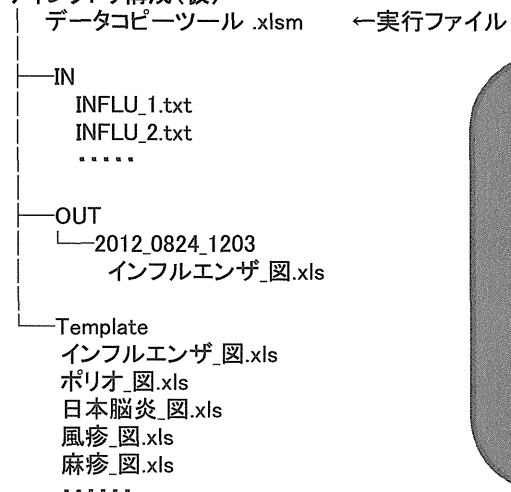 データコピーツール .xlsm ←実行ファイル
IN
INFLU_1.txt
INFLU_2.txt
.....
OUT
2012_0824_1203
インフルエンザ_図.xls
Template
インフルエンザ_図.xls
ポリオ_図.xls
日本脳炎_図.xls
風疹_図.xls
麻疹_図.xls
......